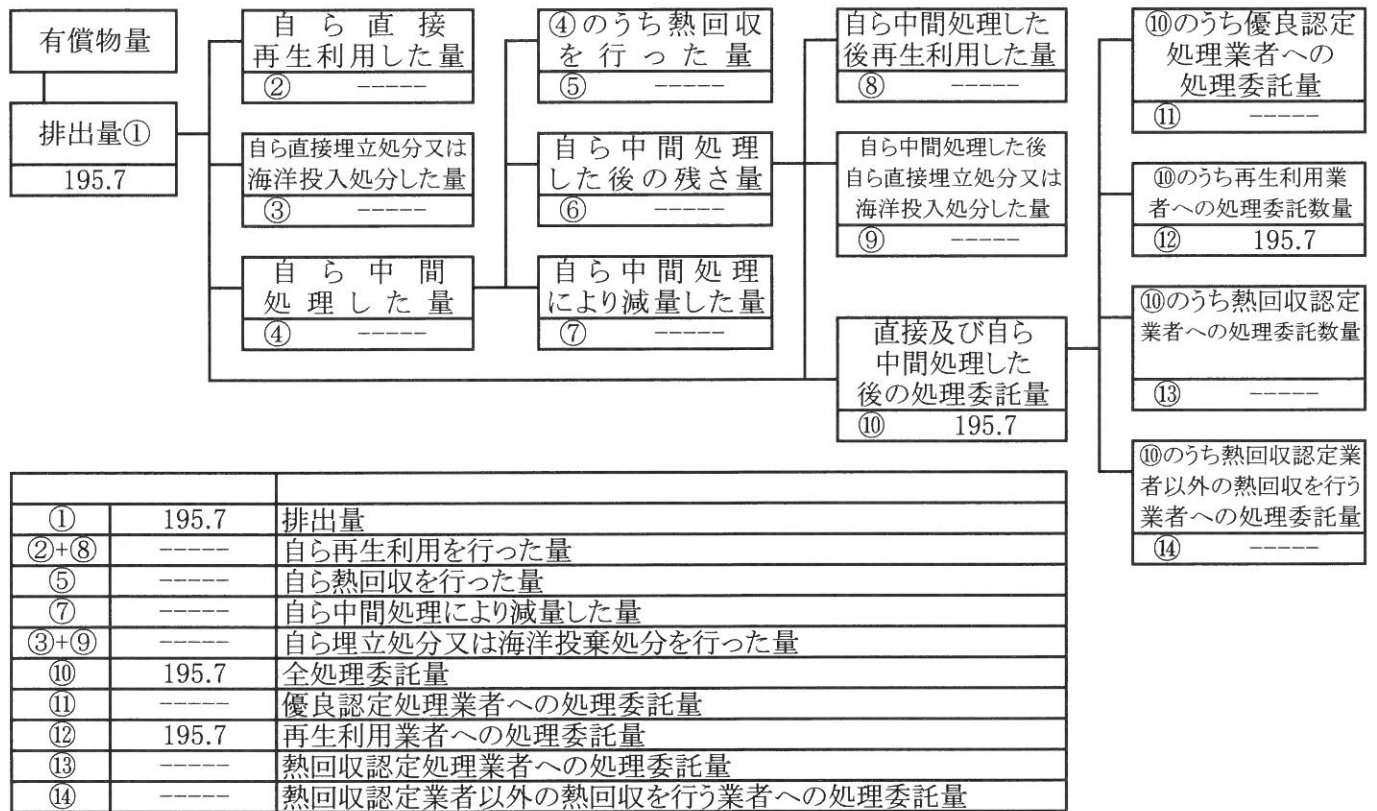 有償物量
排出量①
195.7
自ら直接
再生利用した量
② -----
自ら直接埋立処分又は
海洋投入処分した量
③ -----
自ら中間
処理した量
④ -----
④のうち熱回収
を行った量
⑤ -----
自ら中間処理
した後の残さ量
⑥ -----
自ら中間処理
により減量した量
⑦ -----
自ら中間処理した
後再生利用した量
⑧ -----
自ら中間処理した後
自ら直接埋立処分又は
海洋投入処分した量
⑨ -----
直接及び自ら
中間処理した
後の処理委託量
⑩ 195.7
⑩のうち優良認定
処理業者への
処理委託量
⑪ -----
⑩のうち再生利用業
者への処理委託数量
⑫ 195.7
⑩のうち熱回収認定
業者への処理委託数量
⑬ -----
⑩のうち熱回収認定業
者以外の熱回収を行う
業者への処理委託量
⑭ -----
① 195.7 排出量
②+⑧ ----- 自ら再生利用を行った量
⑤ ----- 自ら熱回収を行った量
⑦ ----- 自ら中間処理により減量した量
③+⑨ ----- 自ら埋立処分又は海洋投棄処分を行った量
⑩ 195.7 全処理委託量
⑪ ----- 優良認定処理業者への処理委託量
⑫ 195.7 再生利用業者への処理委託量
⑬ ----- 熱回収認定処理業者への処理委託量
⑭ ----- 熱回収認定業者以外の熱回収を行う業者への処理委託量